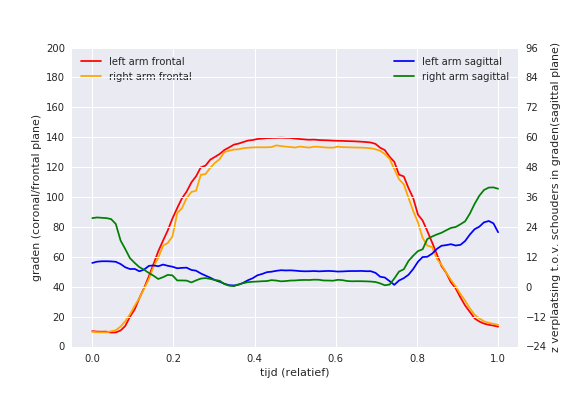 left arm frontal
right arm frontal
left arm sagittal
right arm sagittal
graden (coronal/frontal plane)
200
180
160
140
120
100
80
60
40
20
0
z verplaatsing t.o.v. schouders in graden(sagittal plane)
96
84
72
60
48
36
24
12
0
−12
−24
0.0 0.2 0.4 0.6 0.8 1.0
tijd (relatief)